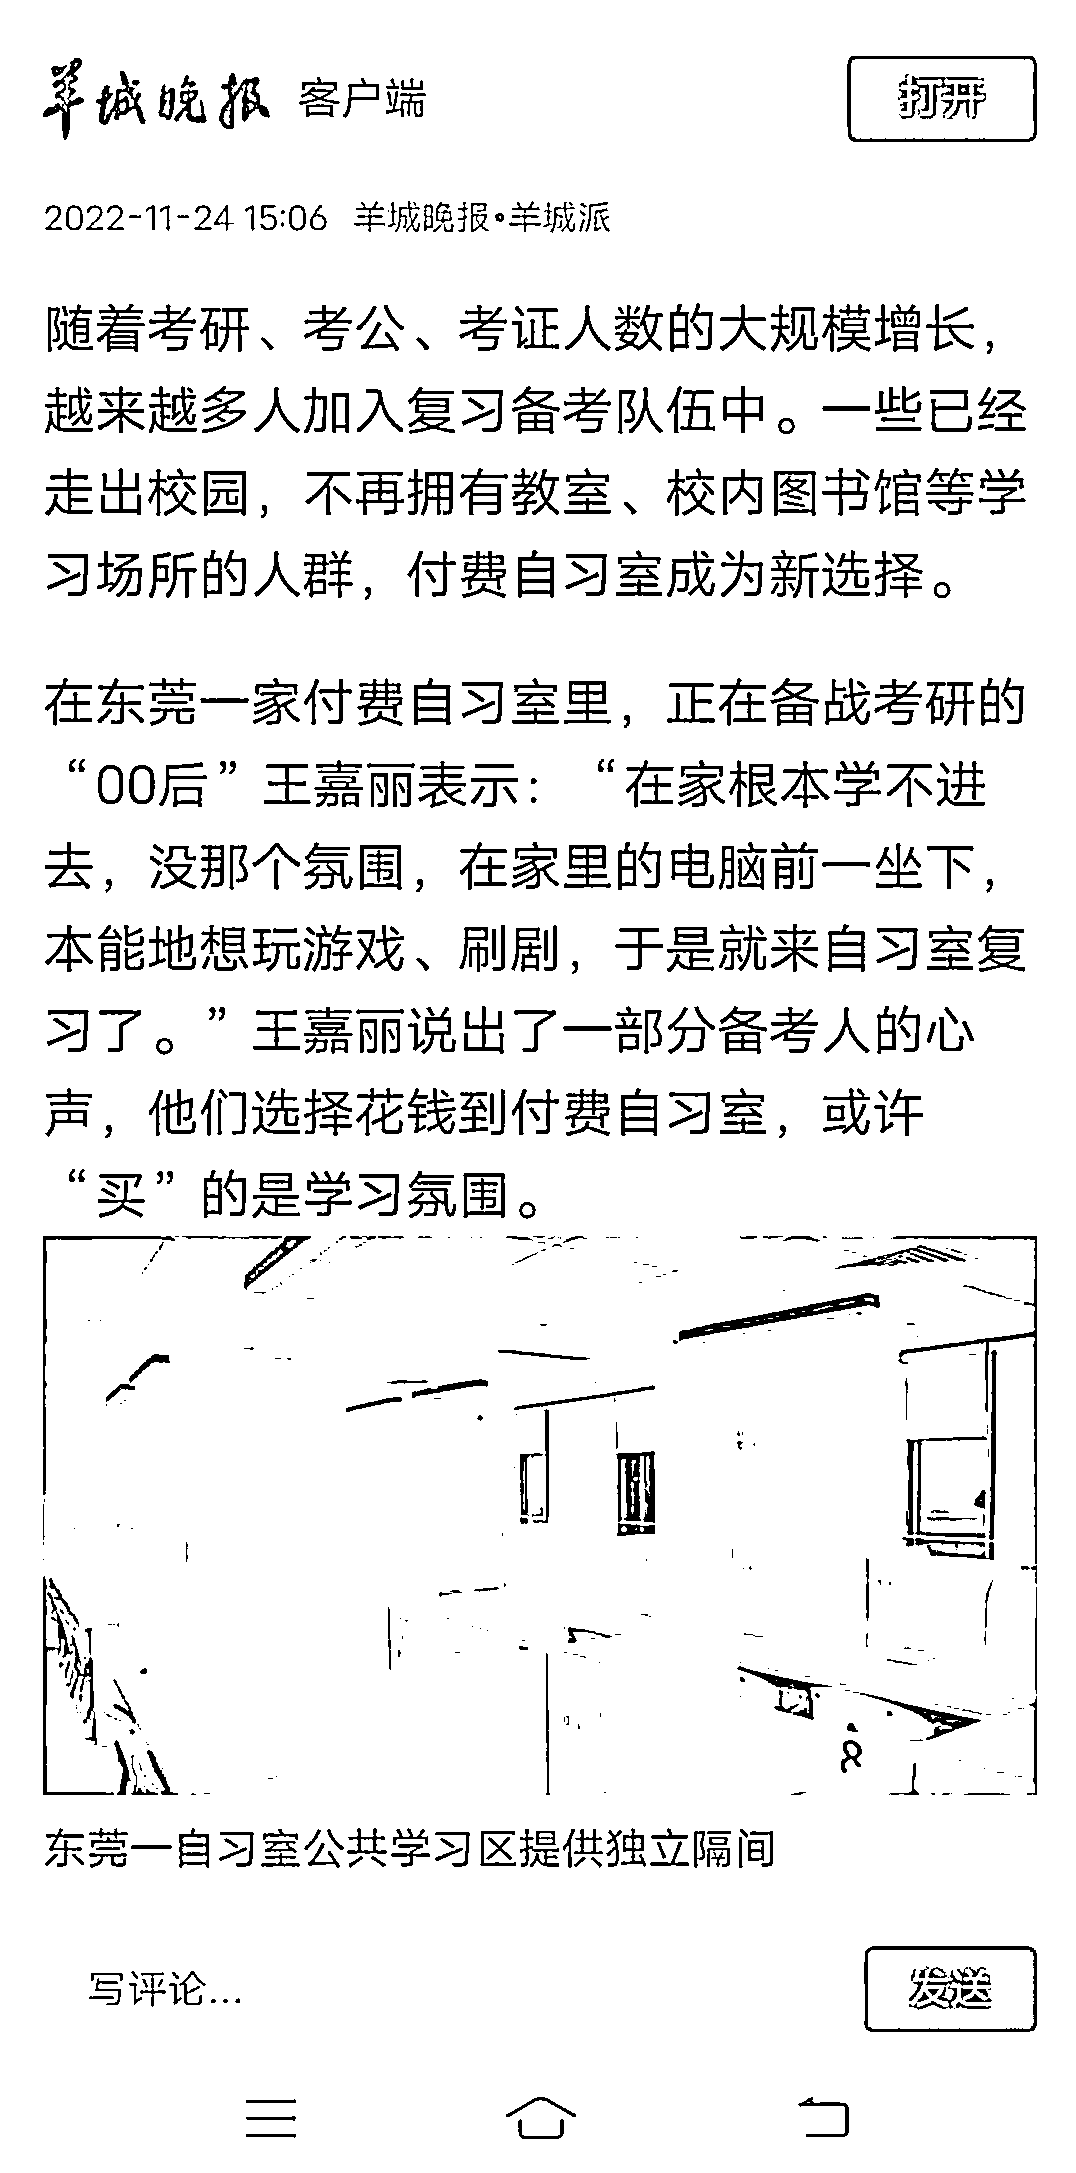 羊城晚报 客户端
打开
2022-11-24 15:06 羊城晚报•羊城派
随着考研、考公、考证人数的大规模增长，
越来越多人加入复习备考队伍中。一些已经
走出校园，不再拥有教室、校内图书馆等学
习场所的人群，付费自习室成为新选择。
在东莞一家付费自习室里，正在备战考研的
“00后”王嘉丽表示：“在家根本学不进
去，没那个氛围，在家里的电脑前一坐下，
本能地想玩游戏、刷剧，于是就来自习室复
习了。”王嘉丽说出了一部分备考人的心
声，他们选择花钱到付费自习室，或许
“买”的是学习氛围。
东莞一自习室公共学习区提供独立隔间
写评论...
发送